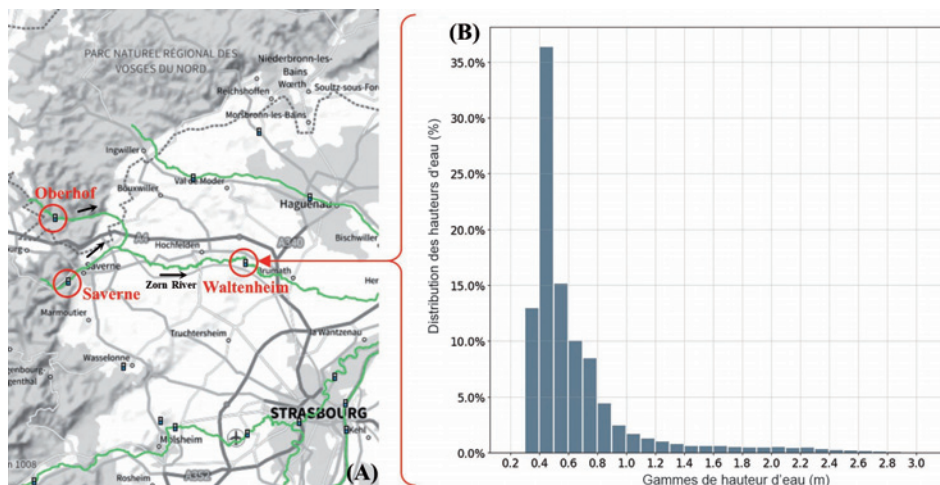 PARC NATUREL RÉGIONAL DES
VOSGES DU NORD
Niederbronn-les-
Bains
Wœrth
Soultz-sous-For
Reichshoffen
Morsbronn-les-Bains
Ingwiller
Val de Moder
Bouxwiller
Haguenau
Oberhof
Bischwiller
A4
A340
Hochfelden
Saverne
Saverne
Zorn River
Waltenheim
Brumath
Her
Marmoutier
Truchtersheim
la Wantzenau
Wasselonne
STRASBOURG
Kehl
Molsheim
1008
Rosheim
(A)
(B)
Distribution des hauteurs d'eau (%)
35.0%
30.0%
25.0%
20.0%
15.0%
10.0%
5.0%
0.0%
0.2 0.4 0.6 0.8 1.0 1.2 1.4 1.6 1.8 2.0 2.2 2.4 2.6 2.8 3.0
Gammes de hauteur d'eau (m)